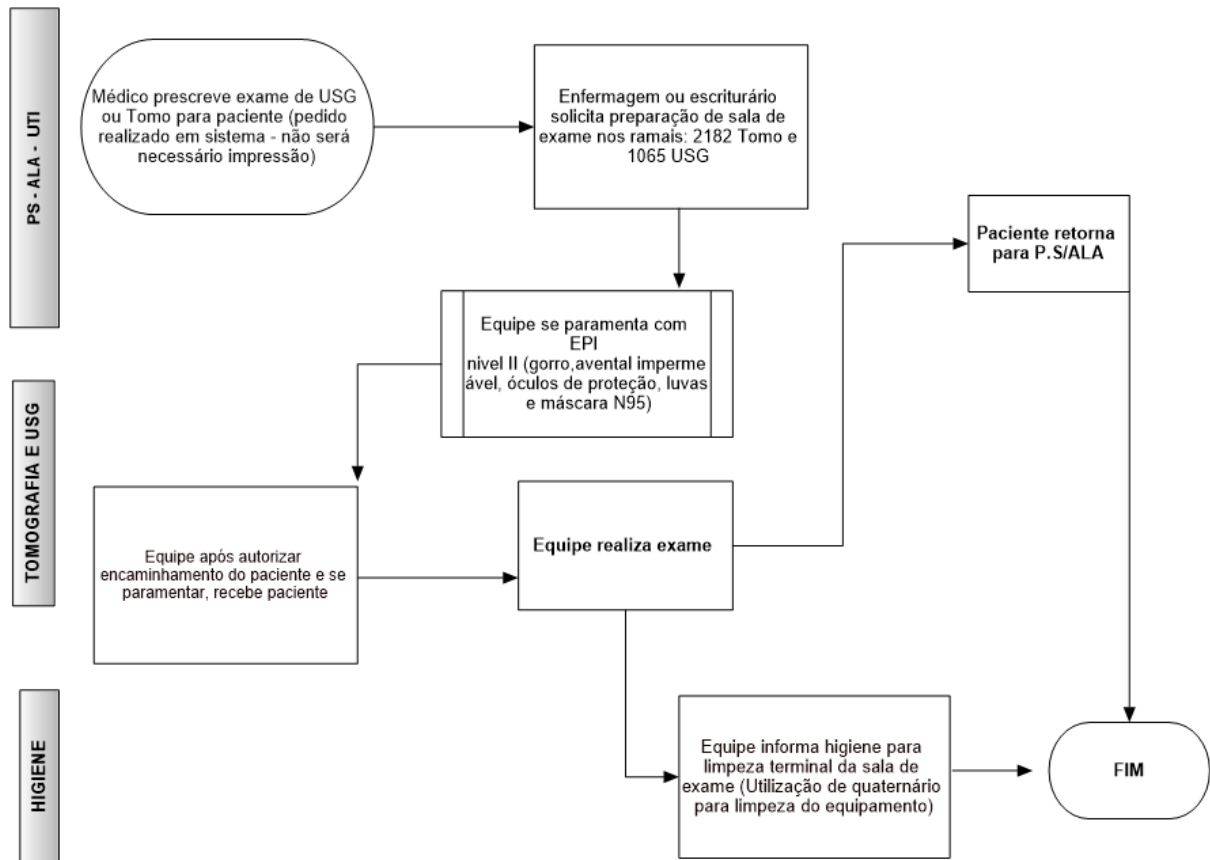 PS - ALA - UTI
Médico prescreve exame de USG
ou Tomo para paciente (pedido
realizado em sistema - não será
necessário impressão)
Enfermagem ou escriturário
solicita preparação de sala de
exame nos ramais: 2182 Tomo e
1065 USG
Paciente retorna
para P.S/ALA
Equipe se paramenta com
EPI
nivel II (gorro,avental imperme
ável, óculos de proteção, luvas
e máscara N95)
TOMOGRAFIA E USG
Equipe após autorizar
encaminhamento do paciente e se
paramentar, recebe paciente
Equipe realiza exame
HIGIENE
Equipe informa higiene para
limpeza terminal da sala de
exame (Utilização de quaternário
para limpeza do equipamento)
FIM